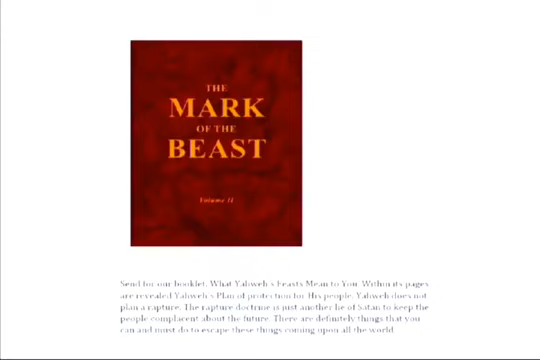 THE
MARK
OF THE
BEAST
Volume II
Send for our booklet, What Yahweh's Feasts Mean to You. Within its pages
are revealed Yahweh's Plan of protection for His people. Yahweh does not
plan a rapture. The rapture doctrine is just another lie of Satan to keep the
people complacent about the future. There are definitely things that you
can and must do to escape these things coming upon all the world.